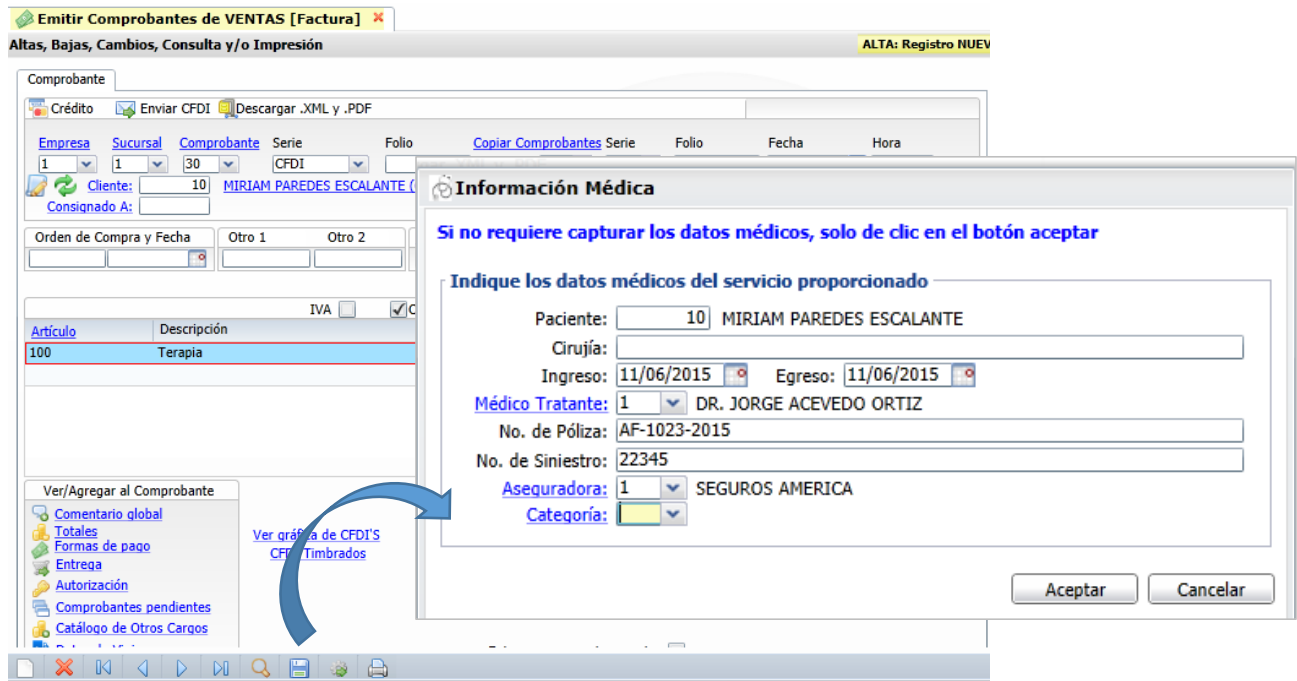 Emitir Comprobantes de VENTAS [Factura]
Altas, Bajas, Cambios, Consulta y/o Impresión ALTA: Registro NUEV
Comprobante
Crédito Enviar CFDI Descargar .XML y .PDF
Empresa Sucursal Comprobante Serie Folio Copiar Comprobantes Serie Folio Fecha Hora
1 1 30 CFDI
Cliente: 10 MIRIAM PAREDES ESCALANTE (
Consignado A:
Orden de Compra y Fecha Otro 1 Otro 2
IVA
Artículo Descripción
100 Terapia
Ver/Agregar al Comprobante
Comentario global
Totales
Formas de pago
Entrega
Autorización
Comprobantes pendientes
Catálogo de Otros Cargos
Ver gráfica de CFDI'S
Timbrados
Información Médica
Si no requiere capturar los datos médicos, solo de clic en el botón aceptar
Indique los datos médicos del servicio proporcionado
Paciente: 10 MIRIAM PAREDES ESCALANTE
Cirujía:
Ingreso: 11/06/2015 Egreso: 11/06/2015
Médico Tratante: 1 DR. JORGE ACEVEDO ORTIZ
No. de Póliza: AF-1023-2015
No. de Siniestro: 22345
Aseguradora: 1 SEGUROS AMERICA
Categoría:
Aceptar Cancelar